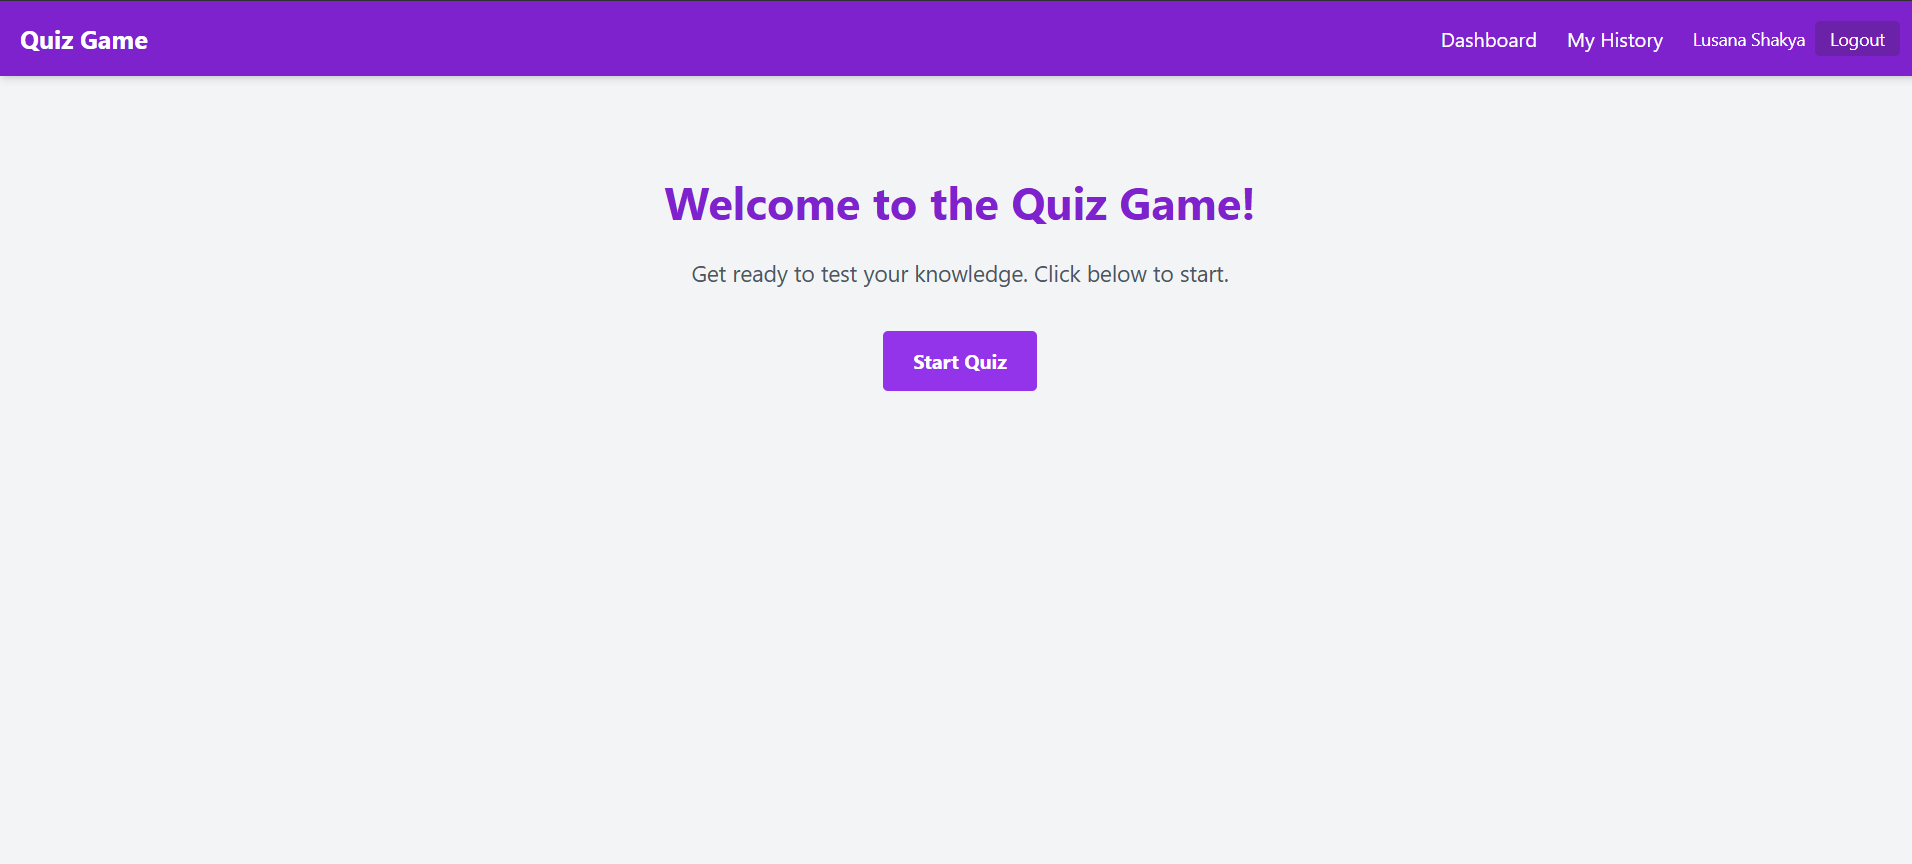 Quiz Game
Dashboard My History Lusana Shakya Logout
Welcome to the Quiz Game!
Get ready to test your knowledge. Click below to start.
Start Quiz